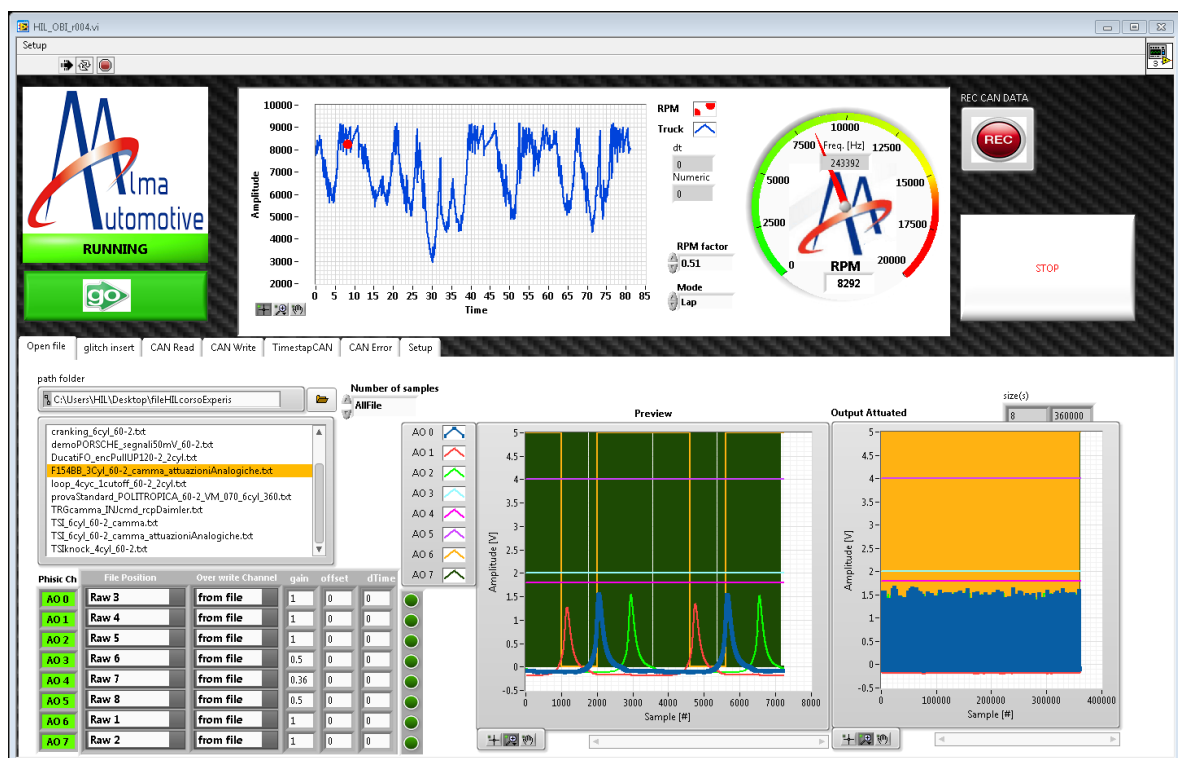 HIL_OBI_r004.vi
Setup
3
Alma
Automotive
RUNNING
go
10000
9000
8000
7000
6000
5000
4000
3000
2000
Amplitude
0 5 10 15 20 25 30 35 40 45 50 55 60 65 70 75 80 85
Time
RPM
Truck
dt
0
Numeric
0
RPM factor
0.51
Mode
Lap
0 2500 5000 7500 10000 12500 15000 17500 20000
Freq. [Hz]
243392
RPM
8292
REC CAN DATA
REC
STOP
Open file glitch insert CAN Read CAN Write TimestapCAN CAN Error Setup
path folder
C:\Users\HIL\Desktop\fileHILcorsoExperis
Number of samples
AllFile
cranking_6cyl_60-2.txt
demoPORSCHE_segnali50mV_60-2.txt
DucatiFO_encPullUP120-2_2cyl.txt
F154BB_3Cyl_60-2_camma_attuazioniAnalogiche.txt
loop_4cyc_1cutoff_60-2_2cyl.txt
provaStandard_POLITROPICA_60-2_VM_070_6cyl_360.txt
TRGcamma_INJcmd_rcpDaimler.txt
TSI_6cyl_60-2_camma.txt
TSI_6cyl_60-2_camma_attuazioniAnalogiche.txt
TSIknock_4cyl_60-2.txt
Phisic Ch File Position Over write Channel gain offset dTime
AO 0 Raw 3 from file 1 0 0
AO 1 Raw 4 from file 1 0 0
AO 2 Raw 5 from file 1 0 0
AO 3 Raw 6 from file 0.5 0 0
AO 4 Raw 7 from file 0.36 0 0
AO 5 Raw 8 from file 0.5 0 0
AO 6 Raw 1 from file 1 0 0
AO 7 Raw 2 from file 1 0 0
AO 0
AO 1
AO 2
AO 3
AO 4
AO 5
AO 6
AO 7
Preview
5
4.5
4
3.5
3
2.5
2
1.5
1
0.5
0
-0.5
Amplitude [V]
0 1000 2000 3000 4000 5000 6000 7000 8000
Sample [#]
Output Attuated
size(s)
8 360000
5
4.5
4
3.5
3
2.5
2
1.5
1
0.5
0
-0.5
Amplitude [V]
0 100000 200000 300000 400000
Sample [#]